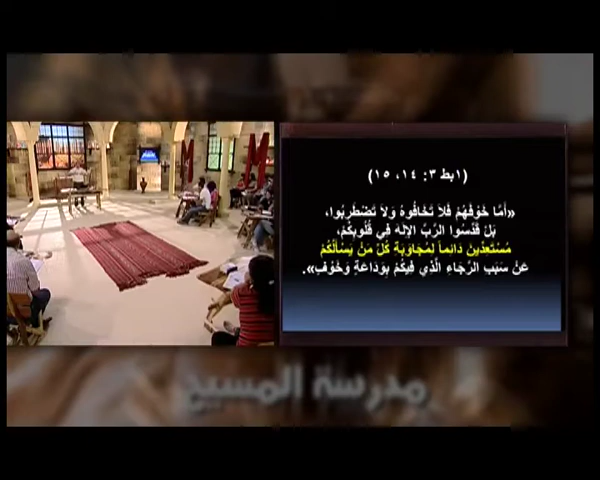 (١بط ٣: ١٤، ١٥)
«أَمَّا خَوْفَهُمْ فَلاَ تَخَافُوهُ وَلاَ تَضْطَرِبُوا،
بَلْ قَدِّسُوا الرَّبَّ الإِلَهَ فِي قُلُوبِكُمْ،
مُسْتَعِدِّينَ دَائِماً لِمُجَاوَبَةِ كُلِّ مَنْ يَسْأَلُكُمْ
عَنْ سَبَبِ الرَّجَاءِ الَّذِي فِيكُمْ بِوَدَاعَةٍ وَخَوْفٍ».
مدرسة المسيح